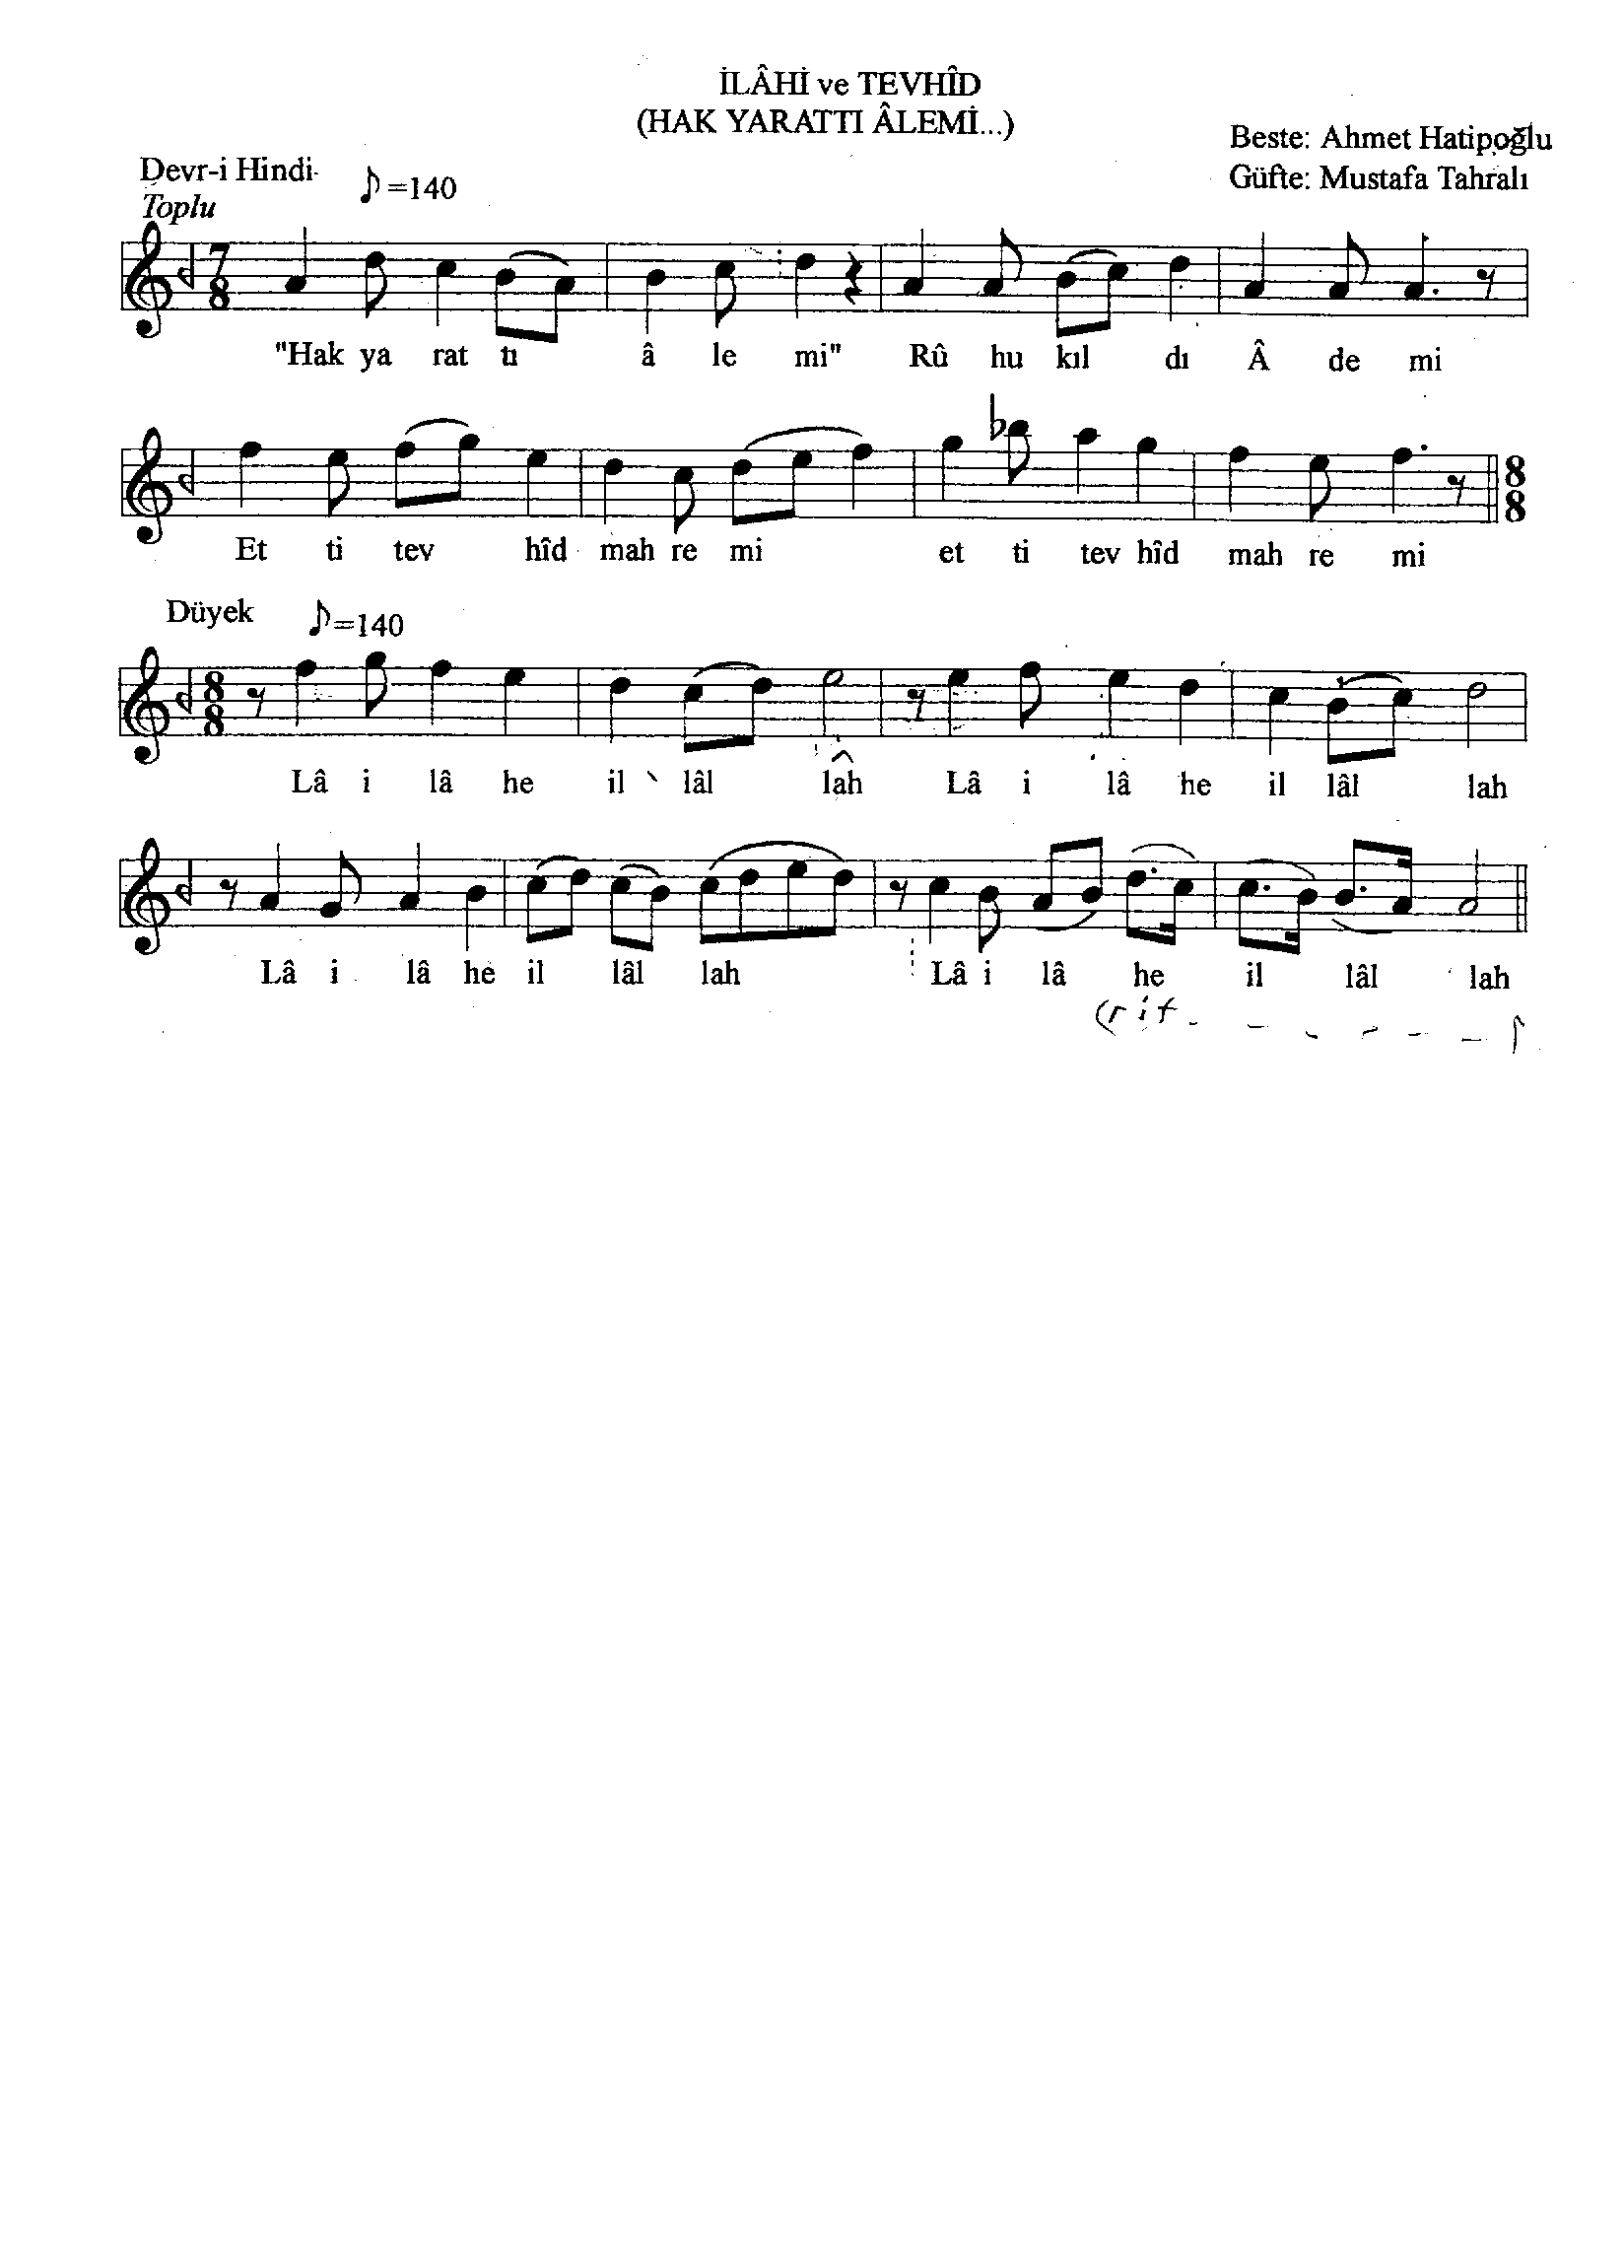 İLÂHİ ve TEVHÎD
(HAK YARATTI ÂLEMİ...)
Beste: Ahmet Hatipoğlu
Güfte: Mustafa Tahralı
Devr-i Hindi
Toplu
♪=140
7
8
"Hak ya rat tı â le mi" Rû hu kıl dı Â de mi
8
8
Et ti tev hîd mah re mi et ti tev hîd mah re mi
Düyek
♪=140
8
8
Lâ i lâ he il lâl lah Lâ i lâ he il lâl lah
Lâ i lâ he il lâl lah Lâ i lâ he il lâl lah
(rit - - - - - -